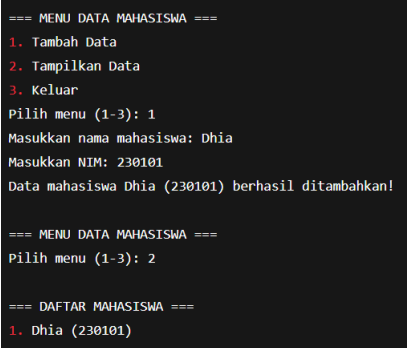 === MENU DATA MAHASISWA ===
1. Tambah Data
2. Tampilkan Data
3. Keluar
Pilih menu (1-3): 1
Masukkan nama mahasiswa: Dhia
Masukkan NIM: 230101
Data mahasiswa Dhia (230101) berhasil ditambahkan!
=== MENU DATA MAHASISWA ===
Pilih menu (1-3): 2
=== DAFTAR MAHASISWA ===
1. Dhia (230101)